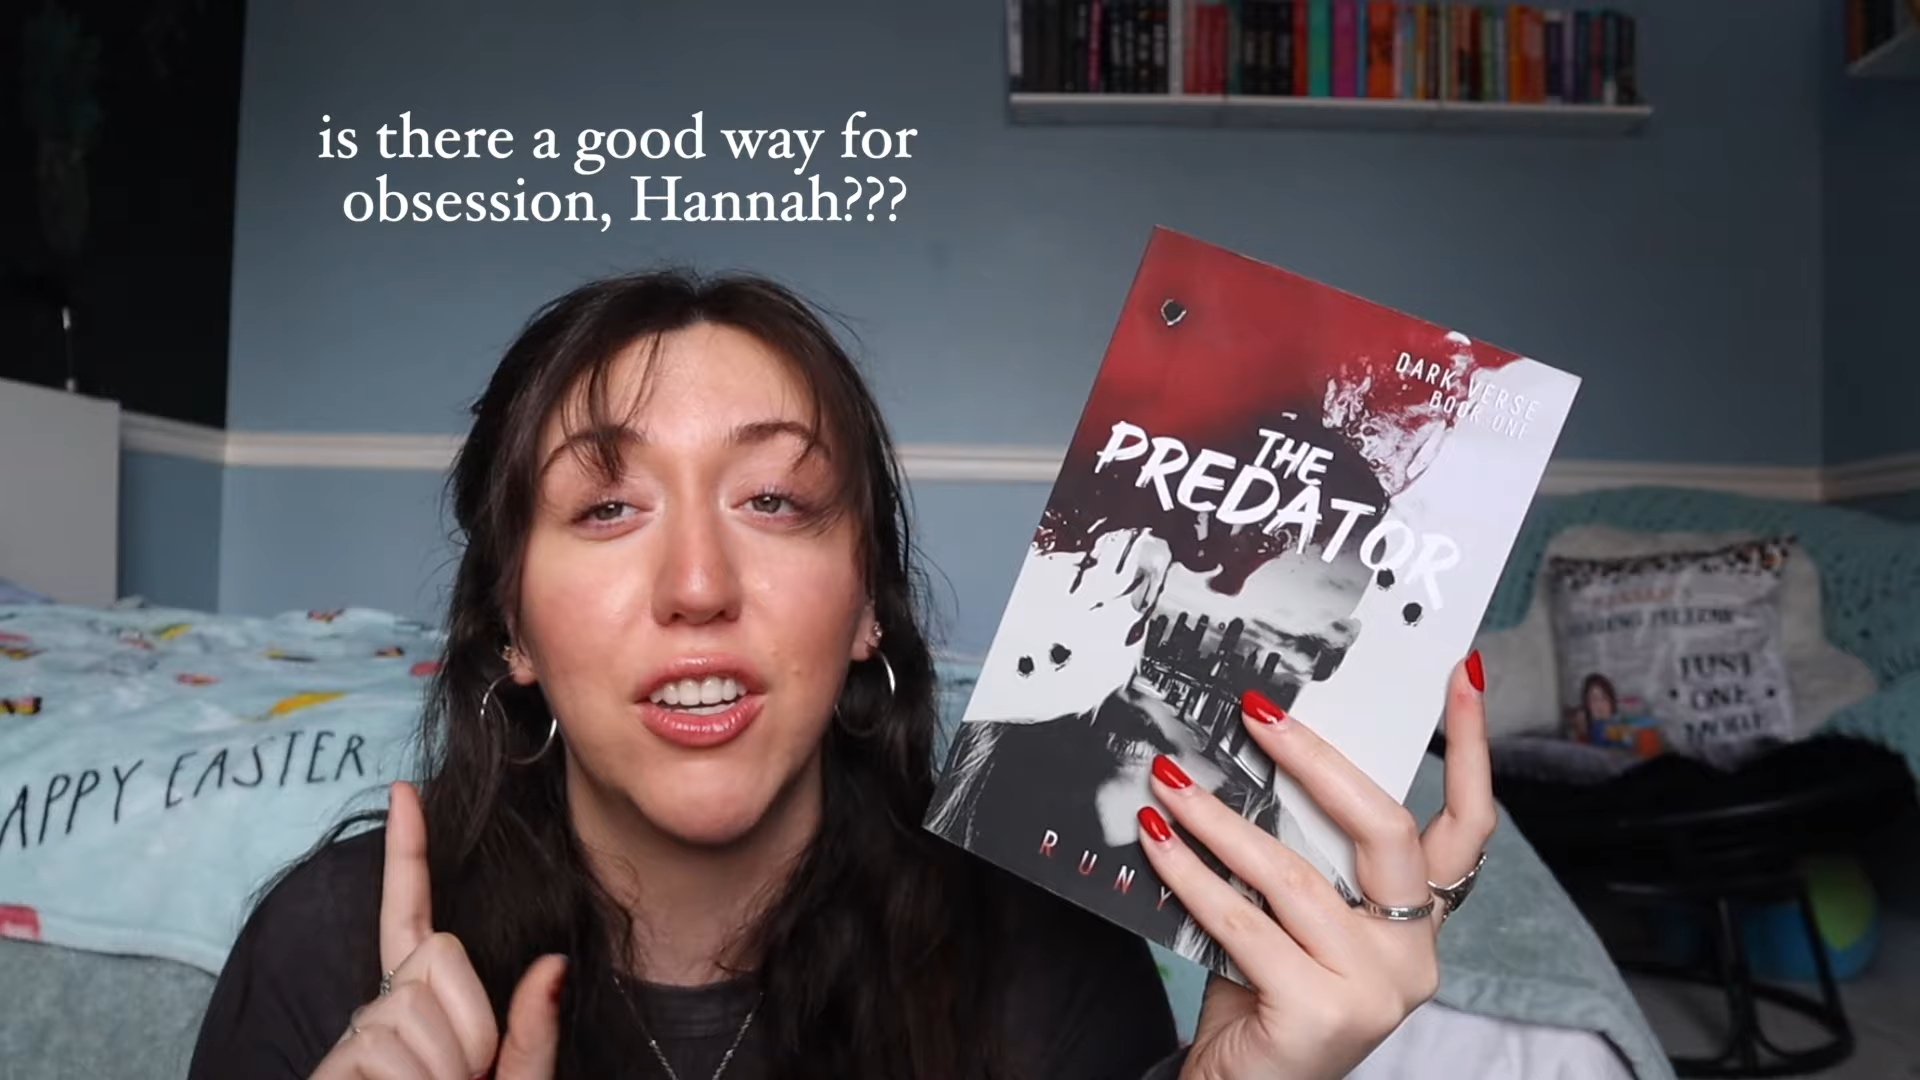 is there a good way for
obsession, Hannah???
DARK VERSE
BOOK ONE
THE
PREDATOR
RUNY
APPY EASTER
JUST
ONE
MORE